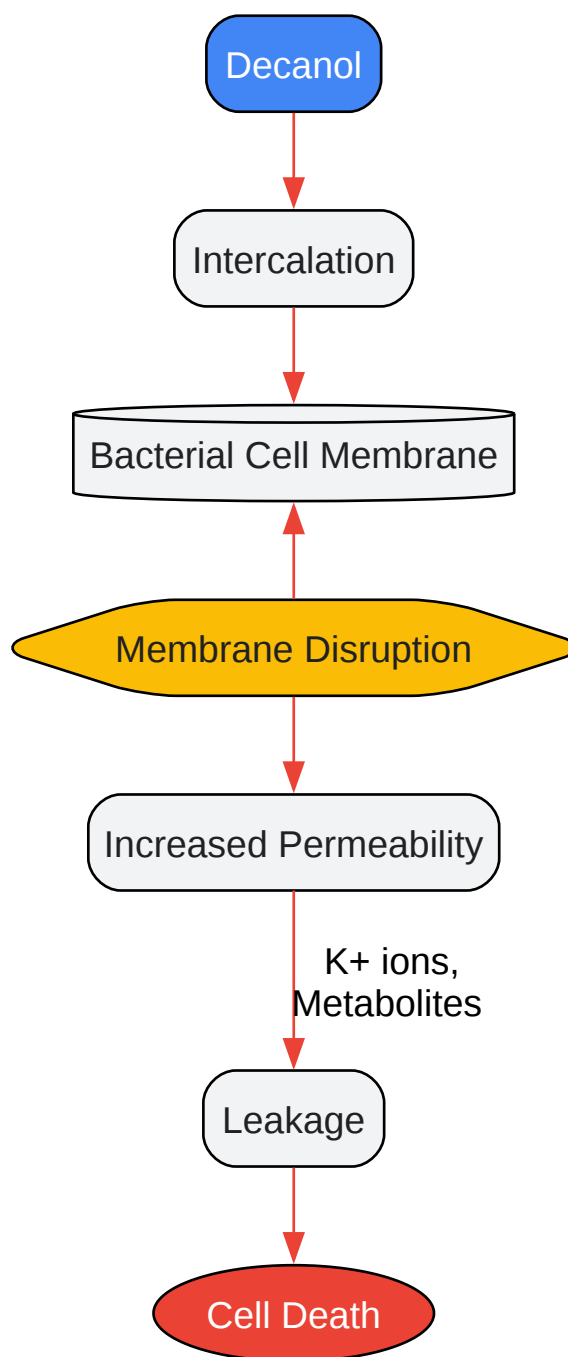 Decanol
Intercalation
Bacterial Cell Membrane
Membrane Disruption
Increased Permeability
K+ ions,
Metabolites
Leakage
Cell Death